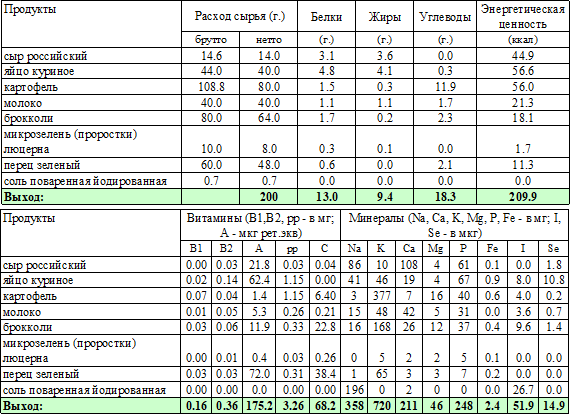 Продукты Расход сырья (г.) Белки Жиры Углеводы Энергетическая ценность
брутто нетто (г.) (г.) (г.) (ккал)
сыр российский 14.6 14.0 3.1 3.6 0.0 44.9
яйцо куриное 44.0 40.0 4.8 4.1 0.3 56.6
картофель 108.8 80.0 1.5 0.3 11.9 56.0
молоко 40.0 40.0 1.1 1.1 1.7 21.3
брокколи 80.0 64.0 1.7 0.2 2.3 18.1
микрозелень (проростки)
люцерна 10.0 8.0 0.3 0.1 0.0 1.7
перец зеленый 60.0 48.0 0.6 0.0 2.1 11.3
соль поваренная йодированная 0.7 0.7 0.0 0.0 0.0 0.0
Выход: 200 13.0 9.4 18.3 209.9
Продукты Витамины (B1,B2, pp - в мг; Минералы (Na, Ca, K, Mg, P, Fe - в мг; I,
А - мкг рет.экв) Se - в мкг)
B1 B2 A pp C Na K Ca Mg P Fe I Se
сыр российский 0.00 0.03 21.8 0.03 0.04 86 10 108 4 61 0.1 0.0 1.8
яйцо куриное 0.02 0.14 62.4 1.15 0.00 41 46 19 4 67 0.9 8.0 10.8
картофель 0.07 0.04 1.4 1.15 6.40 3 377 7 16 40 0.6 4.0 0.2
молоко 0.01 0.05 5.3 0.26 0.21 15 48 42 5 31 0.0 3.6 0.7
брокколи 0.03 0.06 11.9 0.33 22.8 16 168 26 12 37 0.4 9.6 1.4
микрозелень (проростки)
люцерна 0.00 0.01 0.4 0.03 0.26 0 5 2 2 5 0.1 0.0 0.0
перец зеленый 0.03 0.03 72.0 0.31 38.4 1 65 3 3 7 0.2 0.0 0.0
соль поваренная йодированная 0.00 0.00 0.0 0.00 0.00 196 0 2 0 0 0.0 26.7 0.0
Выход: 0.16 0.36 175.2 3.26 68.2 358 720 211 46 248 2.4 51.9 14.9